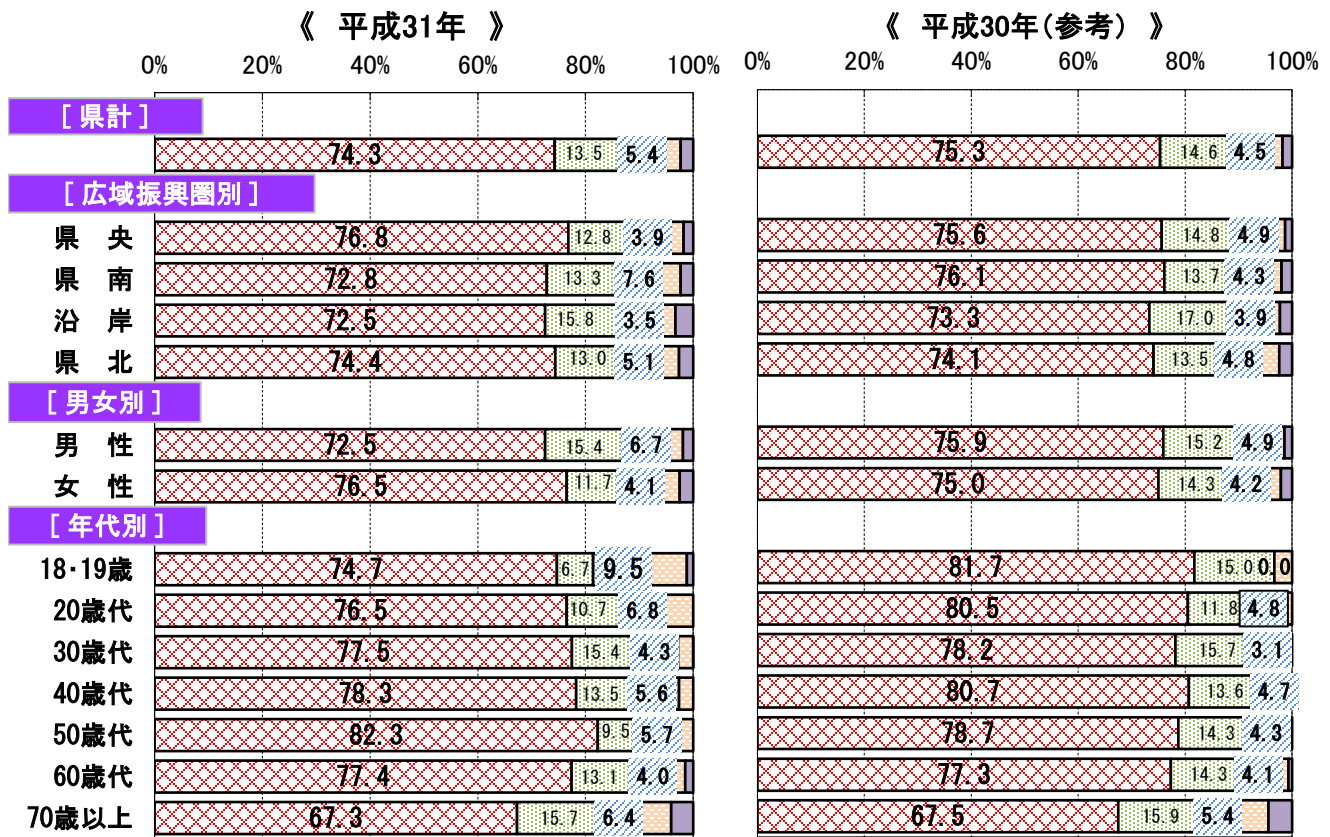 《 平成31年 》 《 平成30年(参考) 》
0% 20% 40% 60% 80% 100% 0% 20% 40% 60% 80% 100%
[ 県計 ]
74.3 13.5 5.4 75.3 14.6 4.5
[ 広域振興圏別 ]
県 央 76.8 12.8 3.9 75.6 14.8 4.9
県 南 72.8 13.3 7.6 76.1 13.7 4.3
沿 岸 72.5 15.8 3.5 73.3 17.0 3.9
県 北 74.4 13.0 5.1 74.1 13.5 4.8
[ 男女別 ]
男 性 72.5 15.4 6.7 75.9 15.2 4.9
女 性 76.5 11.7 4.1 75.0 14.3 4.2
[ 年代別 ]
18・19歳 74.7 6.7 9.5 81.7 15.0 0.0
20歳代 76.5 10.7 6.8 80.5 11.8 4.8
30歳代 77.5 15.4 4.3 78.2 15.7 3.1
40歳代 78.3 13.5 5.6 80.7 13.6 4.7
50歳代 82.3 9.5 5.7 78.7 14.3 4.3
60歳代 77.4 13.1 4.0 77.3 14.3 4.1
70歳以上 67.3 15.7 6.4 67.5 15.9 5.4